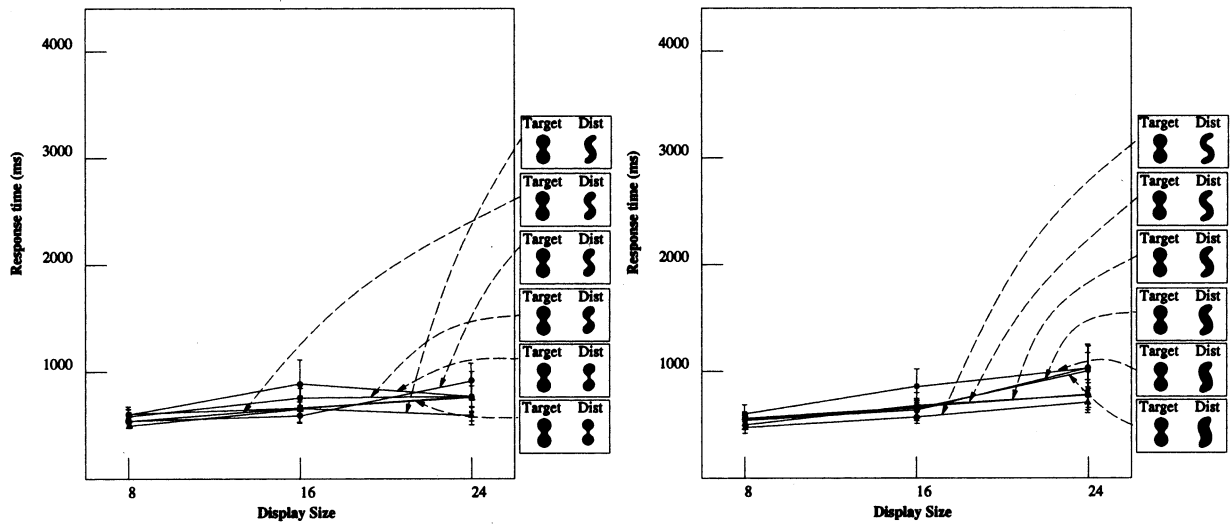 4000
3000
2000
1000
Response time (ms)
8 16 24
Display Size
Target Dist
Target Dist
Target Dist
Target Dist
Target Dist
Target Dist
4000
3000
2000
1000
Response time (ms)
8 16 24
Display Size
Target Dist
Target Dist
Target Dist
Target Dist
Target Dist
Target Dist